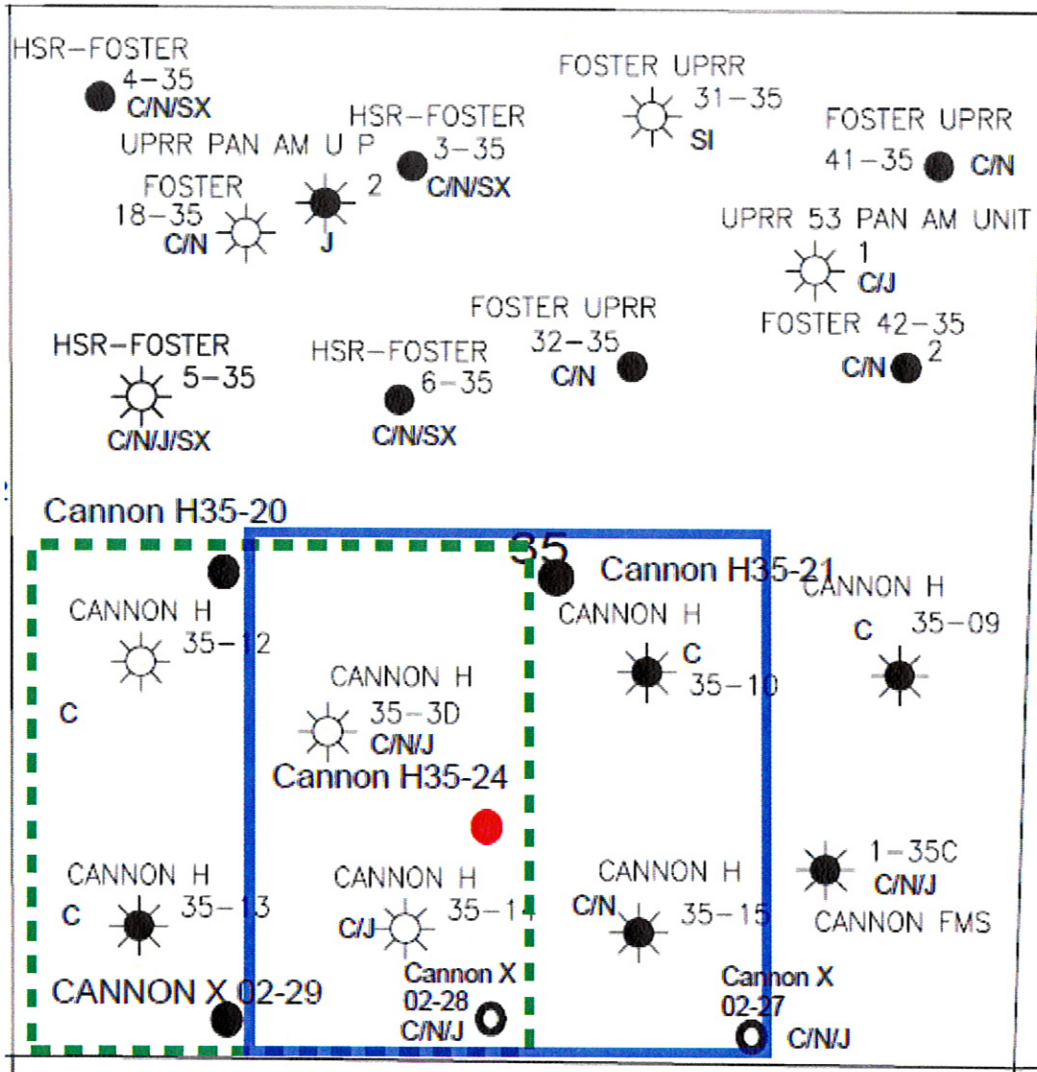 HSR-FOSTER
4-35
C/N/SX
UPRR PAN AM U P
2
J
HSR-FOSTER
3-35
C/N/SX
FOSTER
18-35
C/N
FOSTER UPRR
31-35
SI
FOSTER UPRR
41-35
C/N
UPRR 53 PAN AM UNIT
1
C/J
HSR-FOSTER
5-35
C/N/J/SX
HSR-FOSTER
6-35
C/N/SX
FOSTER UPRR
32-35
C/N
FOSTER 42-35
2
C/N
Cannon H35-20
35
Cannon H35-21
CANNON H
35-12
C
CANNON H
35-3D
C/N/J
CANNON H
C
35-10
CANNON H
35-09
C
Cannon H35-24
CANNON H
35-13
C
CANNON H
35-14
C/J
CANNON H
35-15
C/N
1-35C
C/N/J
CANNON FMS
CANNON X 02-29
Cannon X
02-28
C/N/J
Cannon X
02-27
C/N/J